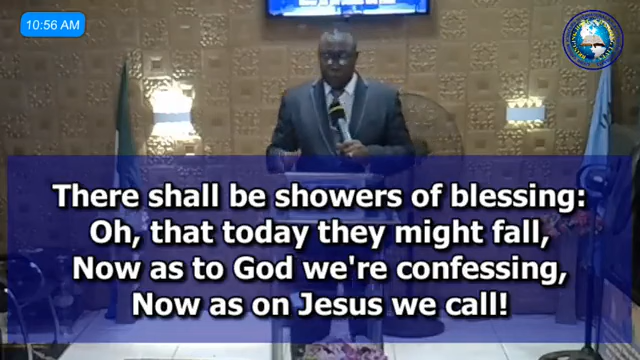 10:56 AM
There shall be showers of blessing:
Oh, that today they might fall,
Now as to God we're confessing,
Now as on Jesus we call!